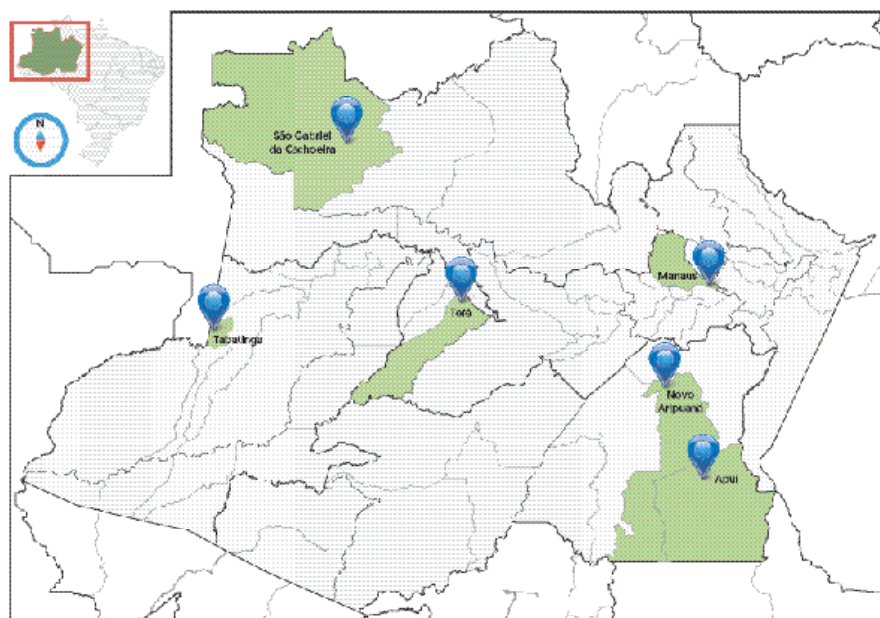 N
São Gabriel
da Cachoeira
Manaus
Tefé
Tabatinga
Novo
Aripuanã
Apuí